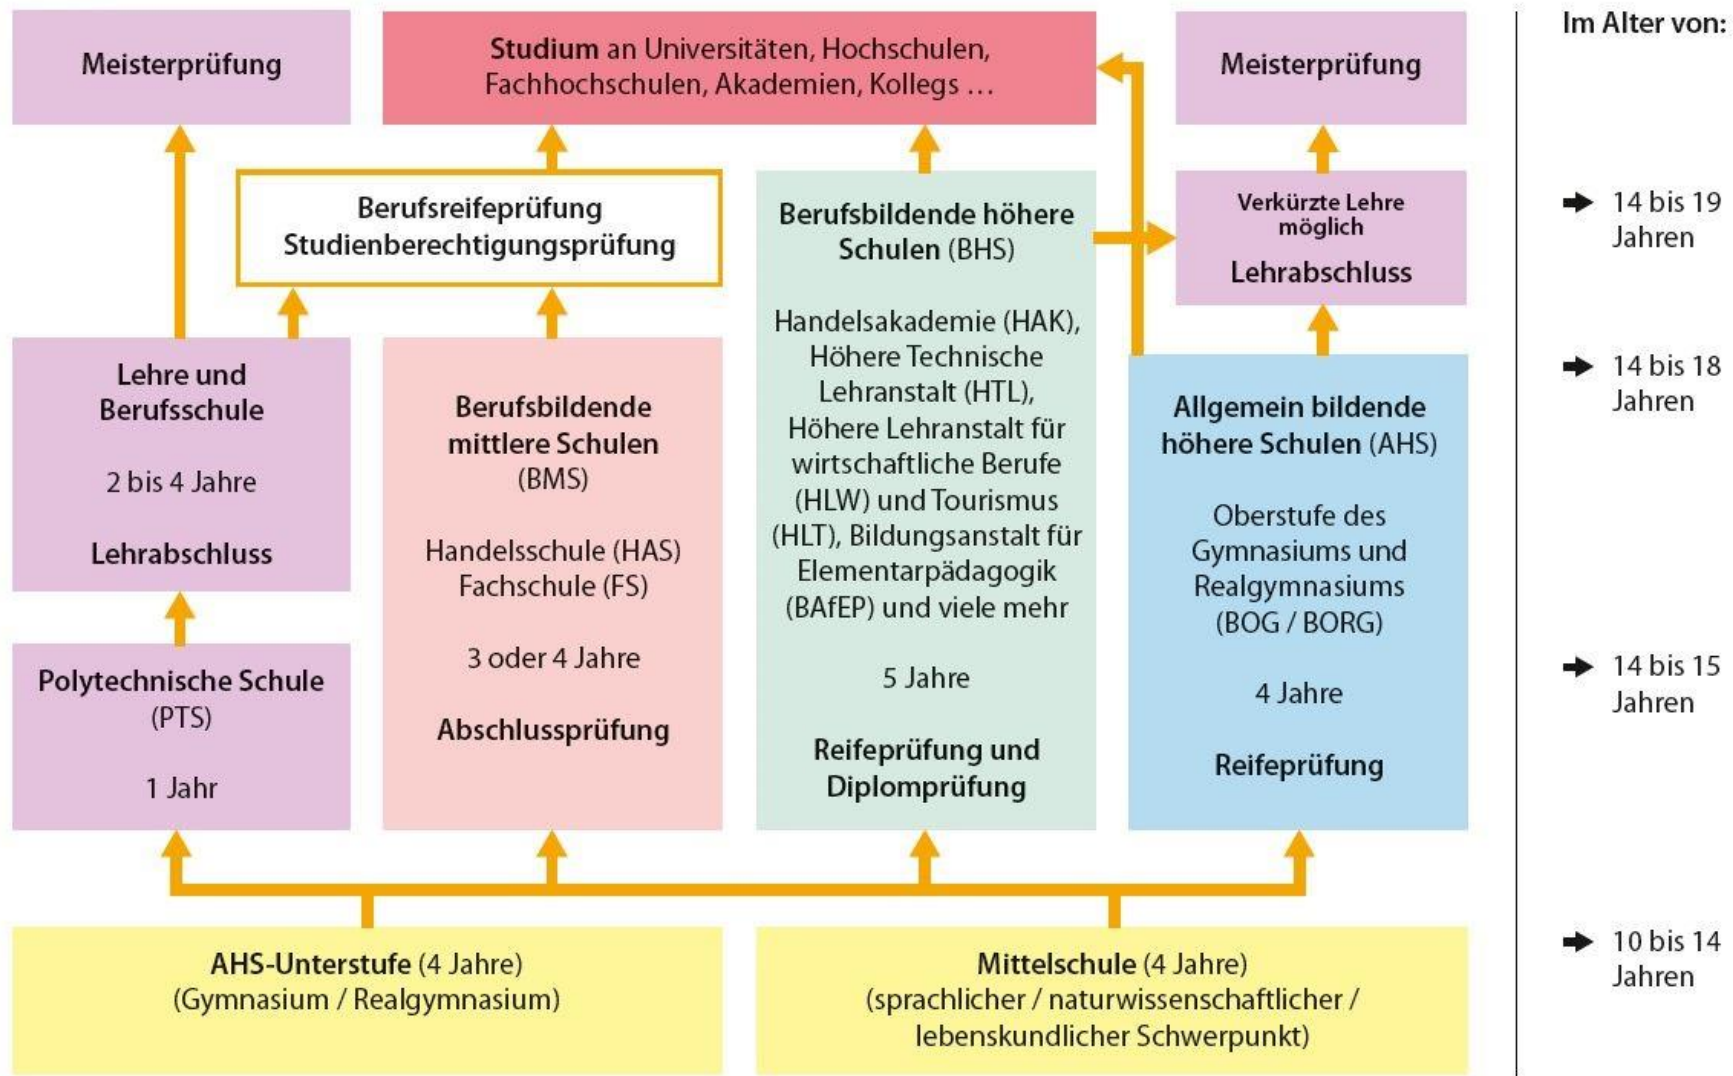 Meisterprüfung
Studium an Universitäten, Hochschulen,
Fachhochschulen, Akademien, Kollegs …
Meisterprüfung
Im Alter von:
Berufsreifeprüfung
Studienberechtigungsprüfung
Berufsbildende höhere
Schulen (BHS)
Handelsakademie (HAK),
Höhere Technische
Lehranstalt (HTL),
Höhere Lehranstalt für
wirtschaftliche Berufe
(HLW) und Tourismus
(HLT), Bildungsanstalt für
Elementarpädagogik
(BAfEP) und viele mehr
5 Jahre
Reifeprüfung und
Diplomprüfung
Verkürzte Lehre
möglich
Lehrabschluss
14 bis 19
Jahren
Lehre und
Berufsschule
2 bis 4 Jahre
Lehrabschluss
Berufsbildende
mittlere Schulen
(BMS)
Handelsschule (HAS)
Fachschule (FS)
3 oder 4 Jahre
Abschlussprüfung
Allgemein bildende
höhere Schulen (AHS)
Oberstufe des
Gymnasiums und
Realgymnasiums
(BOG / BORG)
4 Jahre
Reifeprüfung
14 bis 18
Jahren
Polytechnische Schule
(PTS)
1 Jahr
14 bis 15
Jahren
AHS-Unterstufe (4 Jahre)
(Gymnasium / Realgymnasium)
Mittelschule (4 Jahre)
(sprachlicher / naturwissenschaftlicher /
lebenskundlicher Schwerpunkt)
10 bis 14
Jahren